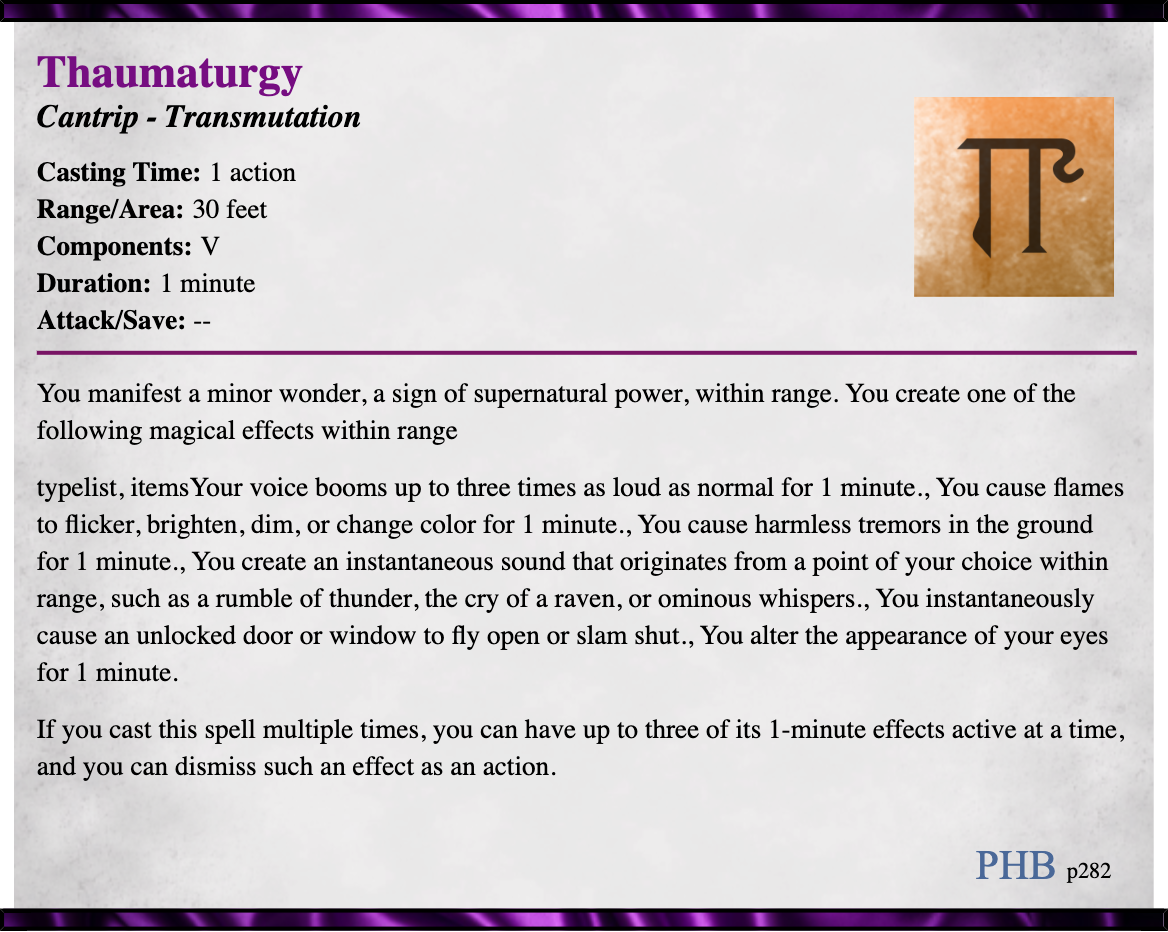 Thaumaturgy
Cantrip - Transmutation
Casting Time: 1 action
Range/Area: 30 feet
Components: V
Duration: 1 minute
Attack/Save: --
You manifest a minor wonder, a sign of supernatural power, within range. You create one of the
following magical effects within range
typelist, itemsYour voice booms up to three times as loud as normal for 1 minute., You cause flames
to flicker, brighten, dim, or change color for 1 minute., You cause harmless tremors in the ground
for 1 minute., You create an instantaneous sound that originates from a point of your choice within
range, such as a rumble of thunder, the cry of a raven, or ominous whispers., You instantaneously
cause an unlocked door or window to fly open or slam shut., You alter the appearance of your eyes
for 1 minute.
If you cast this spell multiple times, you can have up to three of its 1-minute effects active at a time,
and you can dismiss such an effect as an action.
PHB p282